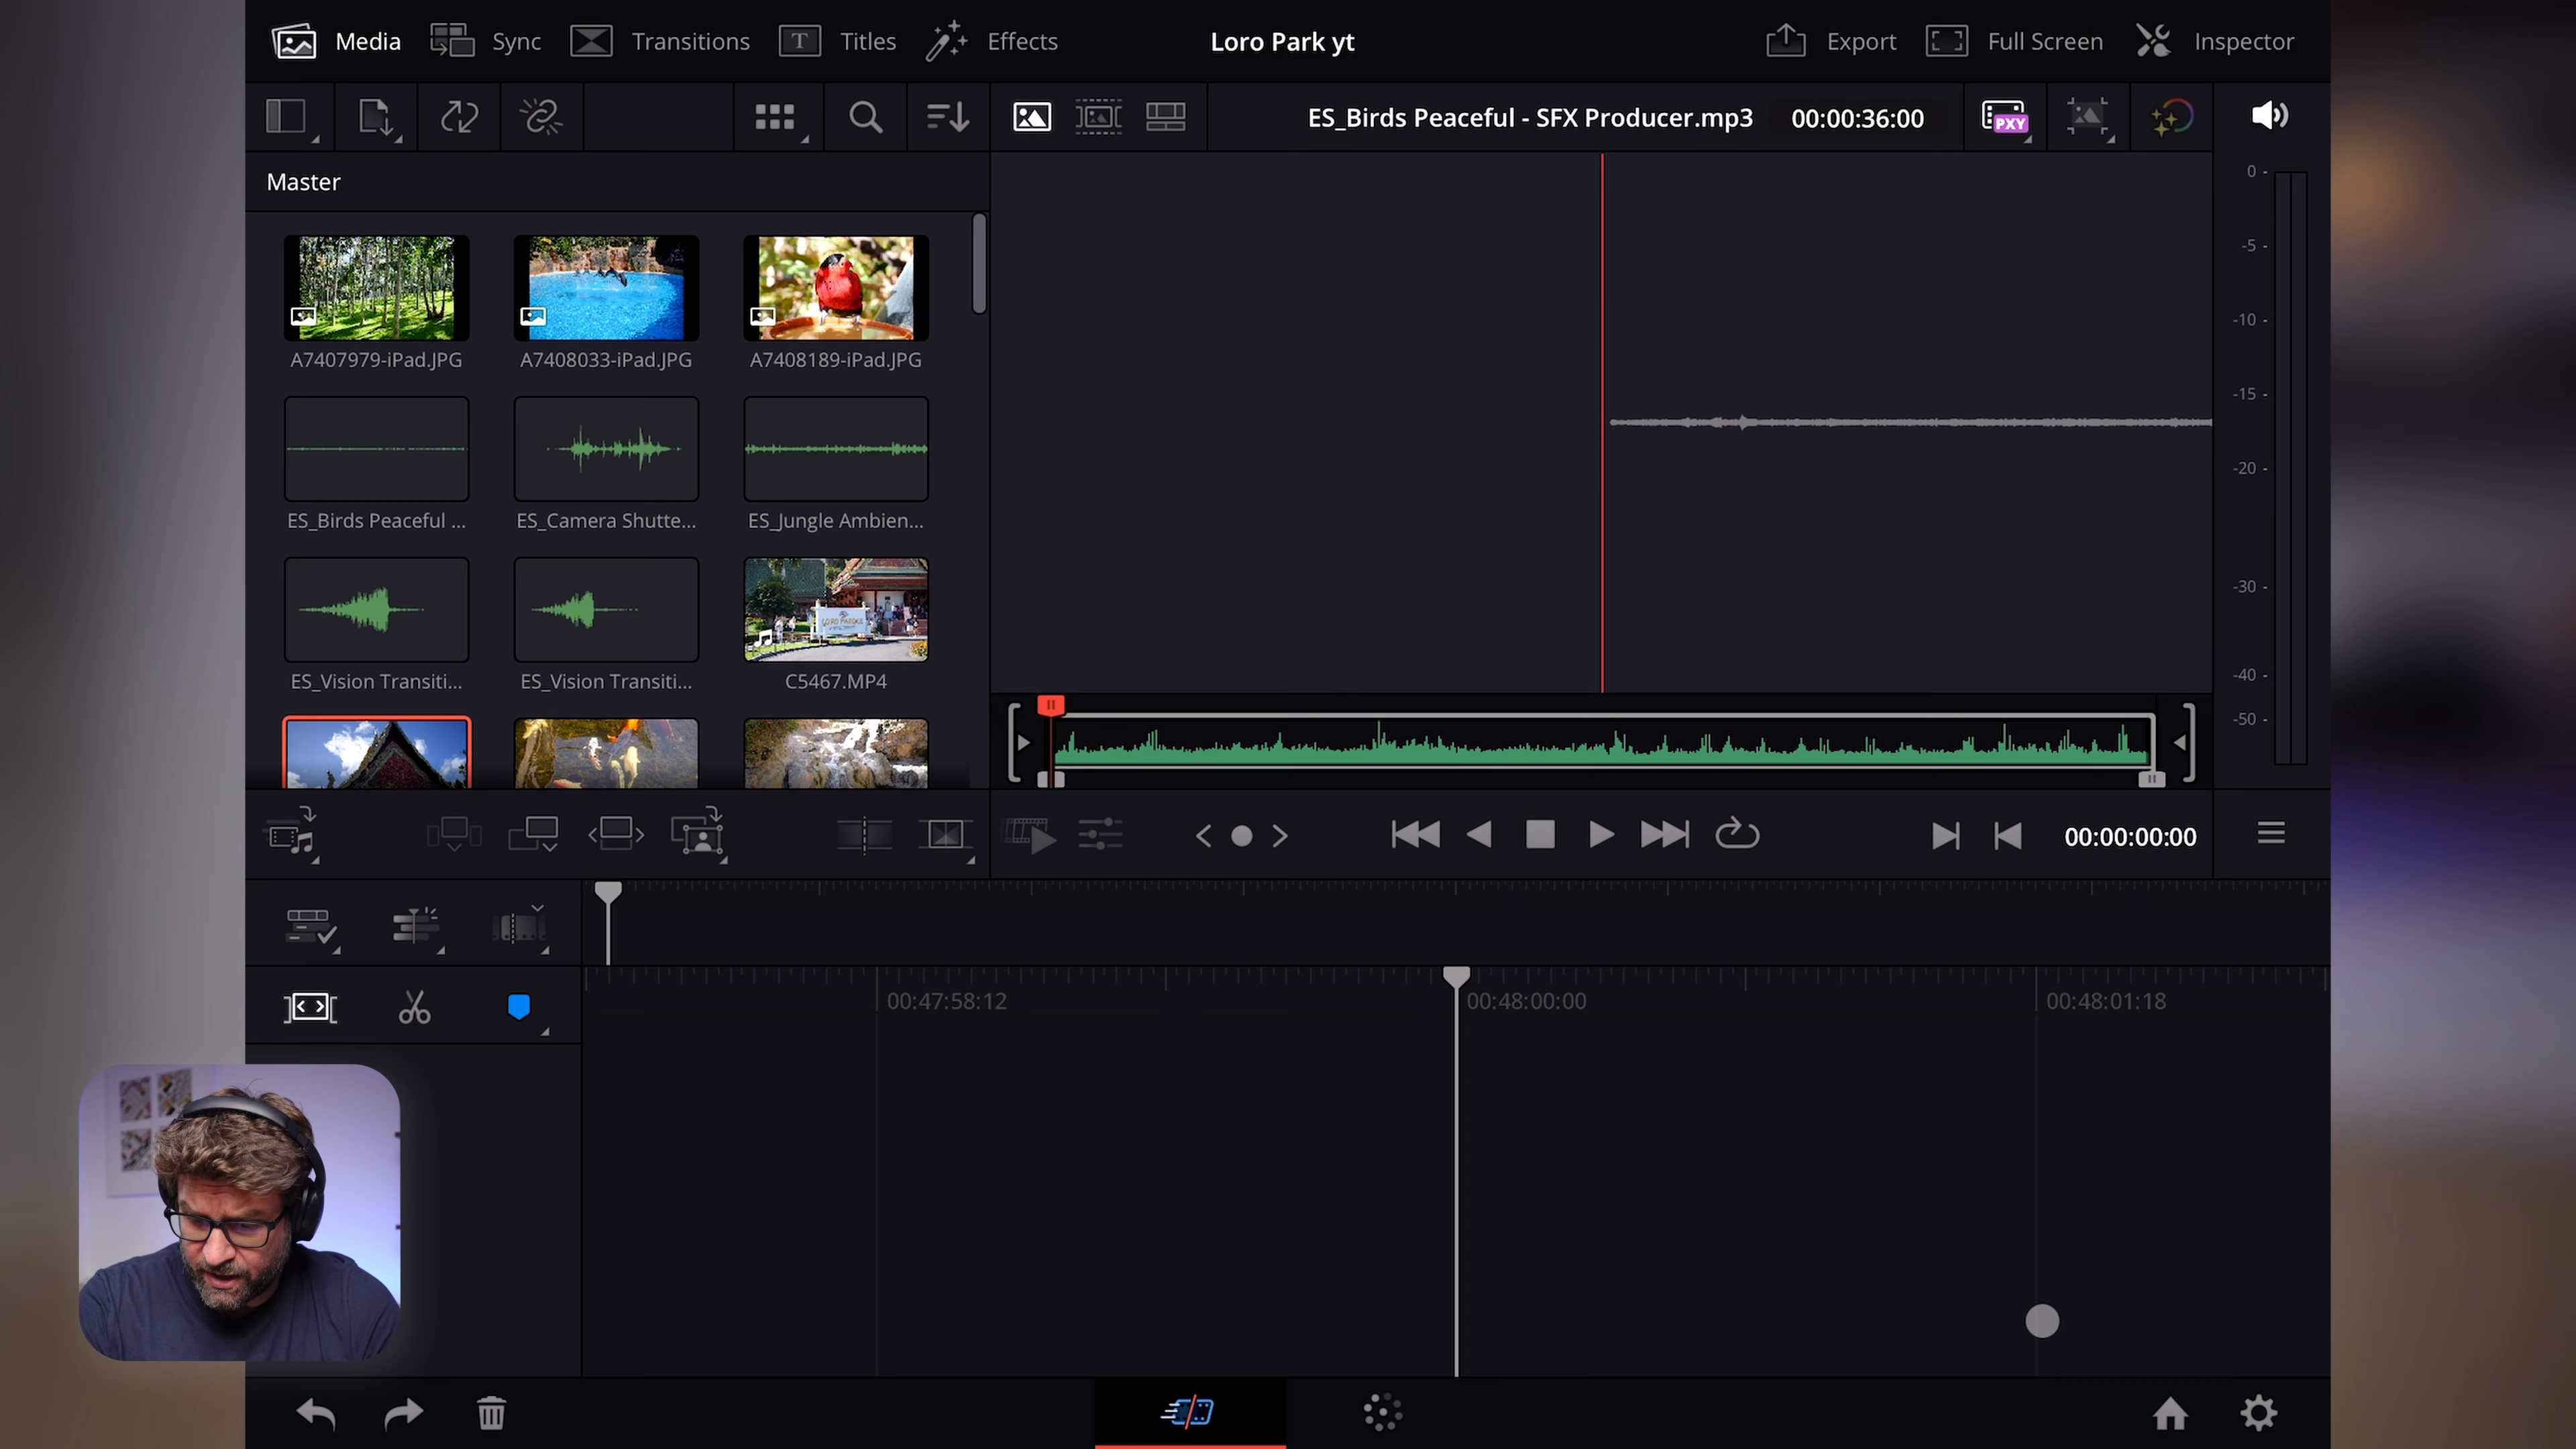 Media
Sync
Transitions
Titles
Effects
Loro Park yt
Export
Full Screen
Inspector
ES_Birds Peaceful - SFX Producer.mp3
00:00:36:00
PXY
Master
A7407979-iPad.JPG
A7408033-iPad.JPG
A7408189-iPad.JPG
ES_Birds Peaceful ...
ES_Camera Shutte...
ES_Jungle Ambien...
ES_Vision Transiti...
ES_Vision Transiti...
C5467.MP4
0
-5
-10
-15
-20
-30
-40
-50
00:00:00:00
00:47:58:12
00:48:00:00
00:48:01:18